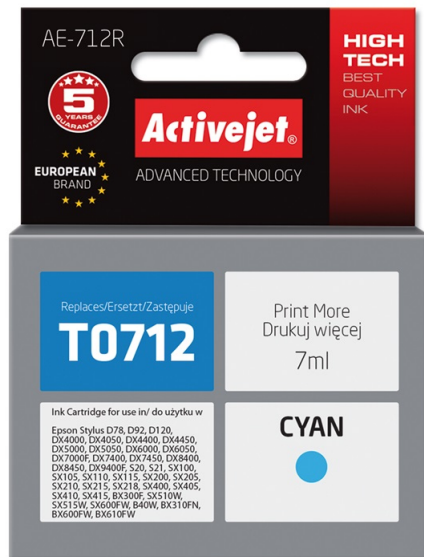 AE-712R
HIGH
TECH
BEST
QUALITY
INK
5
YEARS
GUARANTEE
Activejet®
EUROPEAN
BRAND
ADVANCED TECHNOLOGY
Replaces/Ersetzt/Zastępuje
T0712
Print More
Drukuj więcej
7ml
Ink Cartridge for use in/ do użytku w
Epson Stylus D78, D92, D120,
DX4000, DX4050, DX4400, DX4450,
DX5000, DX5050, DX6000, DX6050,
DX7000F, DX7400, DX7450, DX8400,
DX8450, DX9400F, S20, S21, SX100,
SX105, SX110, SX115, SX200, SX205,
SX210, SX215, SX218, SX400, SX405,
SX410, SX415, BX300F, SX510W,
SX515W, SX600FW, B40W, BX310FN,
BX600FW, BX610FW
CYAN